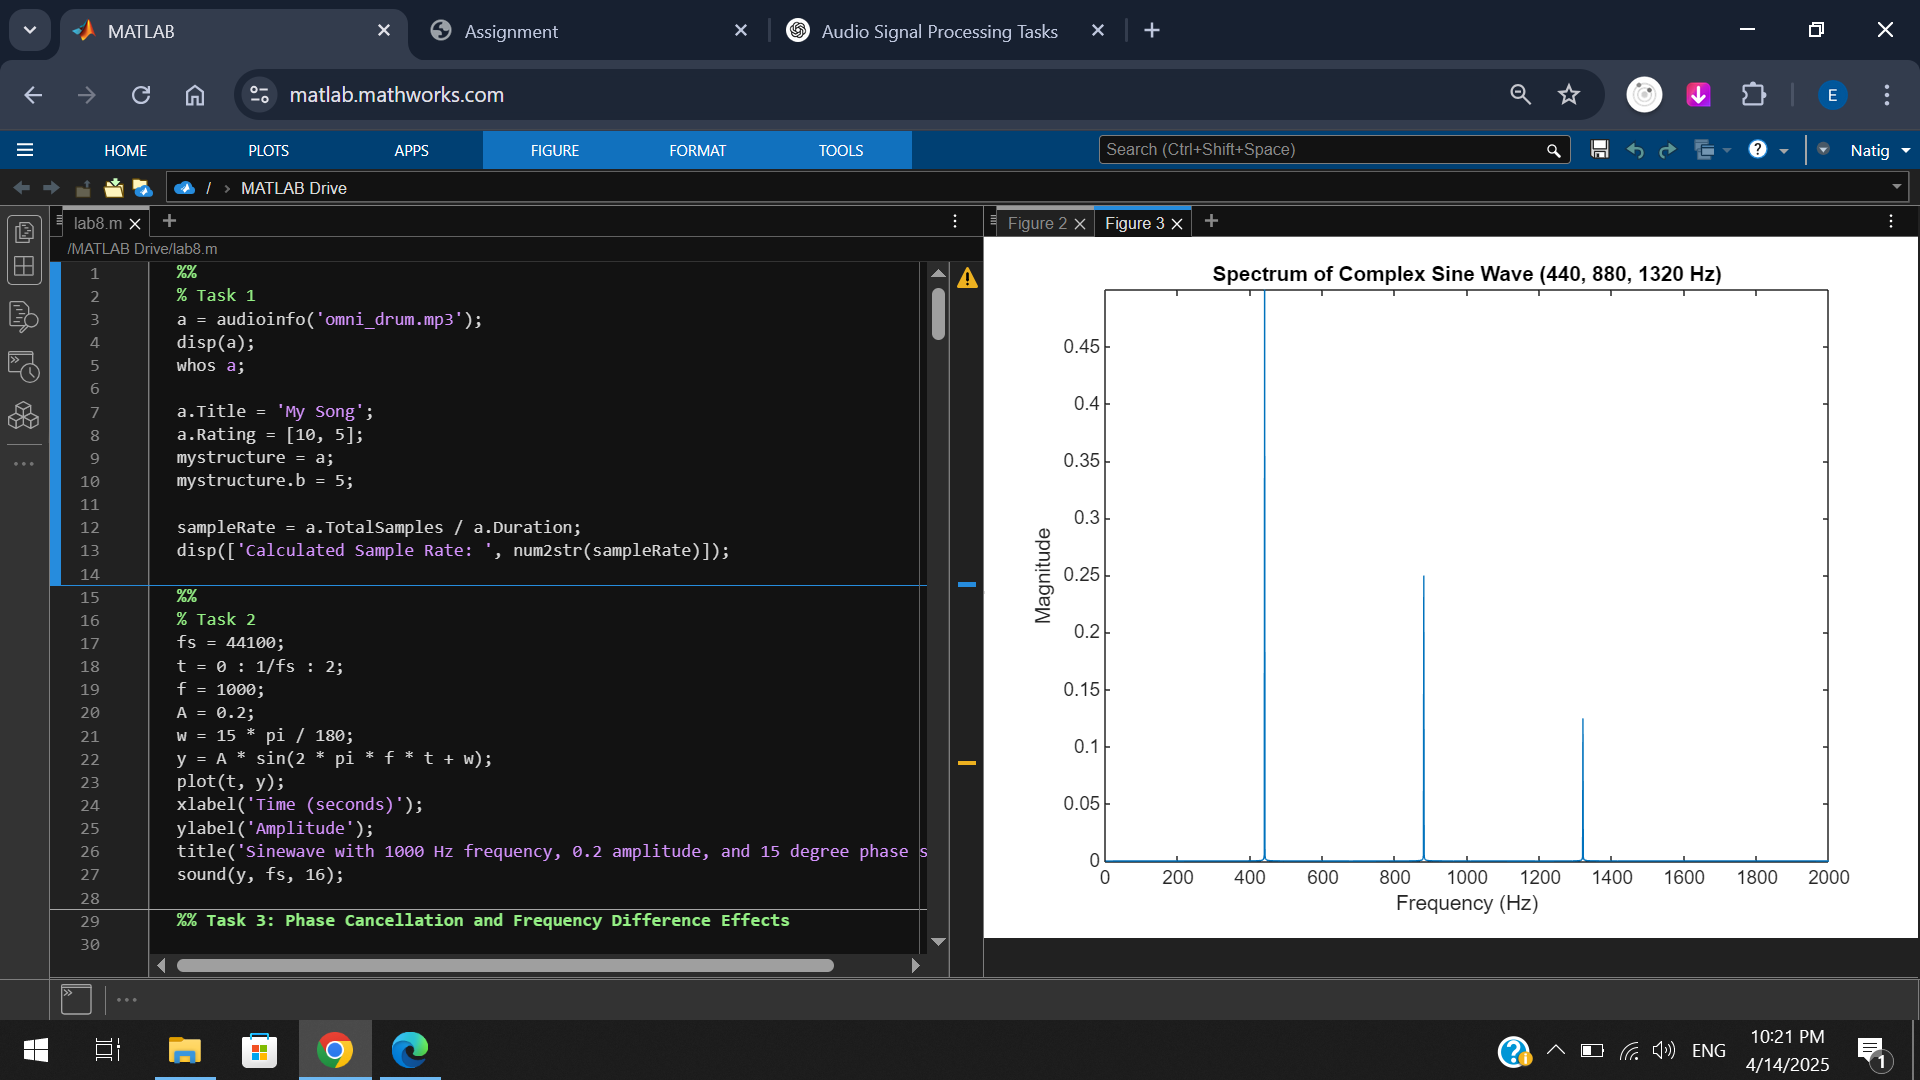 MATLAB
Assignment
Audio Signal Processing Tasks
matlab.mathworks.com
E
HOME
PLOTS
APPS
FIGURE
FORMAT
TOOLS
Search (Ctrl+Shift+Space)
Natig
/ › MATLAB Drive
lab8.m
/MATLAB Drive/lab8.m
1 %%
2 % Task 1
3 a = audioinfo('omni_drum.mp3');
4 disp(a);
5 whos a;
6
7 a.Title = 'My Song';
8 a.Rating = [10, 5];
9 mystructure = a;
10 mystructure.b = 5;
11
12 sampleRate = a.TotalSamples / a.Duration;
13 disp(['Calculated Sample Rate: ', num2str(sampleRate)]);
14
15 %%
16 % Task 2
17 fs = 44100;
18 t = 0 : 1/fs : 2;
19 f = 1000;
20 A = 0.2;
21 w = 15 * pi / 180;
22 y = A * sin(2 * pi * f * t + w);
23 plot(t, y);
24 xlabel('Time (seconds)');
25 ylabel('Amplitude');
26 title('Sinewave with 1000 Hz frequency, 0.2 amplitude, and 15 degree phase s
27 sound(y, fs, 16);
28
29 %% Task 3: Phase Cancellation and Frequency Difference Effects
30
Figure 2
Figure 3
Spectrum of Complex Sine Wave (440, 880, 1320 Hz)
0.45
0.4
0.35
0.3
0.25
0.2
0.15
0.1
0.05
0
Magnitude
0 200 400 600 800 1000 1200 1400 1600 1800 2000
Frequency (Hz)
ENG
10:21 PM
4/14/2025
1